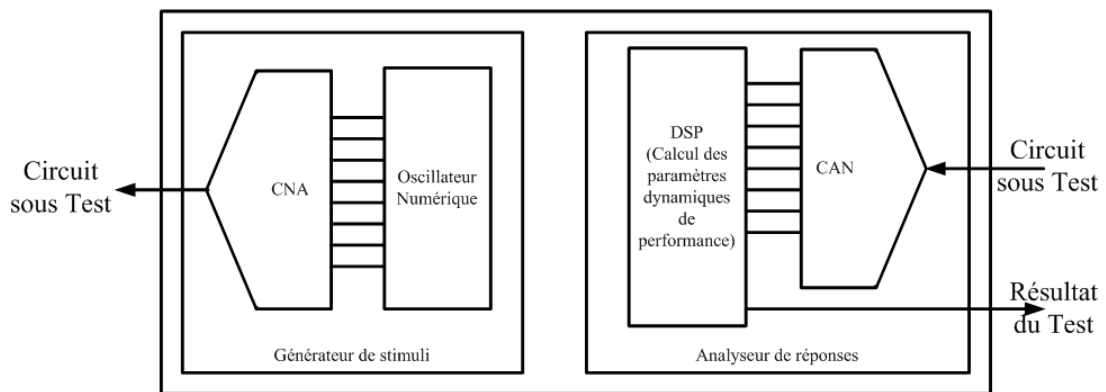 Circuit
sous Test
CNA
Oscillateur
Numérique
Générateur de stimuli
DSP
(Calcul des
paramètres
dynamiques
de
performance)
CAN
Analyseur de réponses
Circuit
sous Test
Résultat
du Test